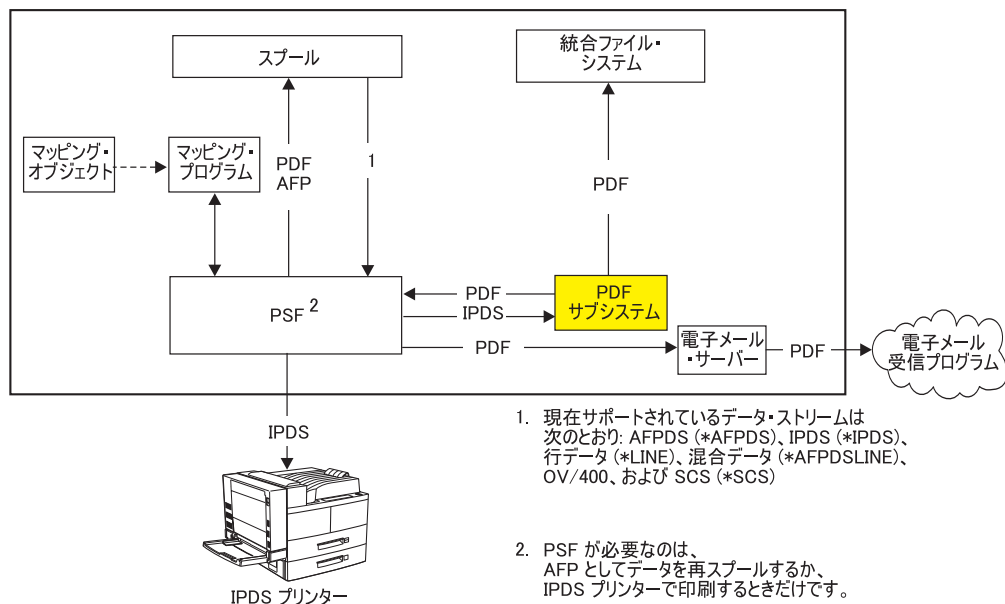 スプール
統合ファイル・
システム
マッピング・
オブジェクト
マッピング・
プログラム
PDF
AFP
1
PDF
PSF 2
PDF
IPDS
PDF
サブシステム
PDF
電子メール
・サーバー
PDF
電子メール
受信プログラム
IPDS
IPDS プリンター
1. 現在サポートされているデータ・ストリームは
次のとおり: AFPDS (*AFPDS)、IPDS (*IPDS)、
行データ (*LINE)、混合データ (*AFPDSLINE)、
OV/400、および SCS (*SCS)
2. PSF が必要なのは、
AFP としてデータを再スプールするか、
IPDS プリンターで印刷するときだけです。